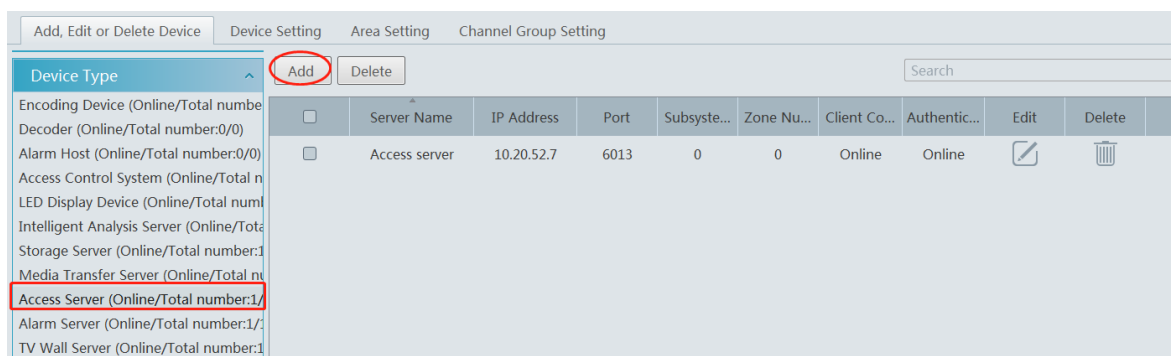 Add, Edit or Delete Device Device Setting Area Setting Channel Group Setting
Device Type
Encoding Device (Online/Total numbe
Decoder (Online/Total number:0/0)
Alarm Host (Online/Total number:0/0)
Access Control System (Online/Total n
LED Display Device (Online/Total num
Intelligent Analysis Server (Online/Tota
Storage Server (Online/Total number:1
Media Transfer Server (Online/Total nu
Access Server (Online/Total number:1/
Alarm Server (Online/Total number:1/1
TV Wall Server (Online/Total number:1
Add Delete Search
Server Name IP Address Port Subsyste... Zone Nu... Client Co... Authentic... Edit Delete
Access server 10.20.52.7 6013 0 0 Online Online